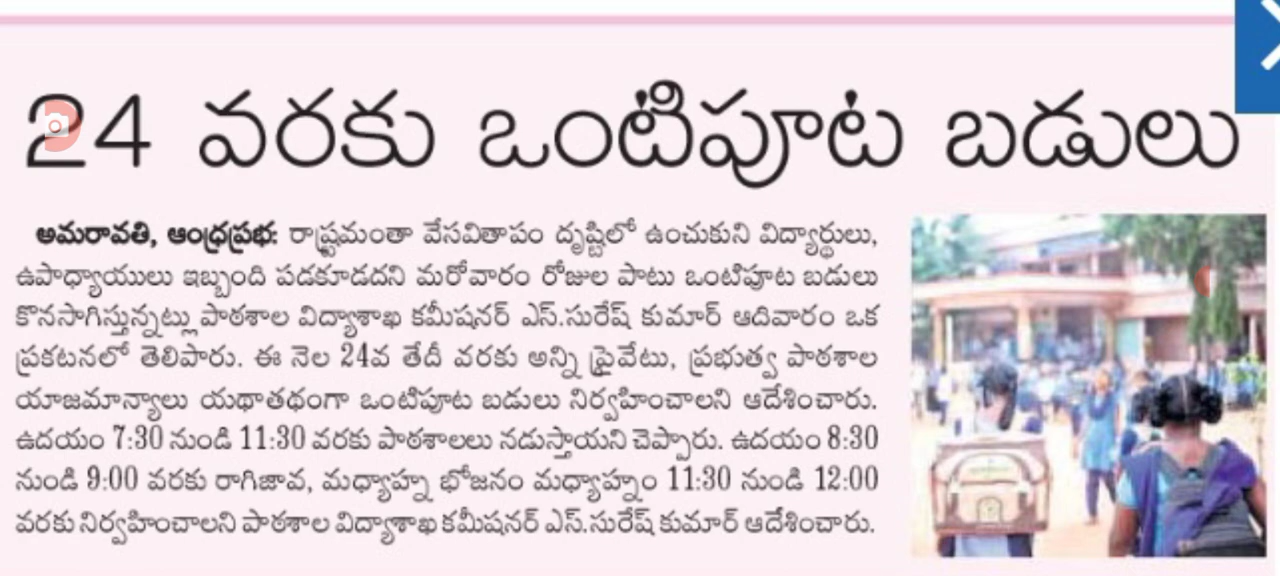 24 వరకు ఒంటిపూట బడులు
అమరావతి, ఆంధ్రప్రభ: రాష్ట్రమంతా వేసవితాపం దృష్టిలో ఉంచుకుని విద్యార్థులు,
ఉపాధ్యాయులు ఇబ్బంది పడకూడదని మరోవారం రోజుల పాటు ఒంటిపూట బడులు
కొనసాగిస్తున్నట్లు పాఠశాల విద్యాశాఖ కమీషనర్ ఎస్.సురేష్ కుమార్ ఆదివారం ఒక
ప్రకటనలో తెలిపారు. ఈ నెల 24వ తేదీ వరకు అన్ని ప్రైవేటు, ప్రభుత్వ పాఠశాల
యాజమాన్యాలు యథాతథంగా ఒంటిపూట బడులు నిర్వహించాలని ఆదేశించారు.
ఉదయం 7:30 నుండి 11:30 వరకు పాఠశాలలు నడుస్తాయని చెప్పారు. ఉదయం 8:30
నుండి 9:00 వరకు రాగిజావ, మధ్యాహ్న భోజనం మధ్యాహ్నం 11:30 నుండి 12:00
వరకు నిర్వహించాలని పాఠశాల విద్యాశాఖ కమీషనర్ ఎస్.సురేష్ కుమార్ ఆదేశించారు.